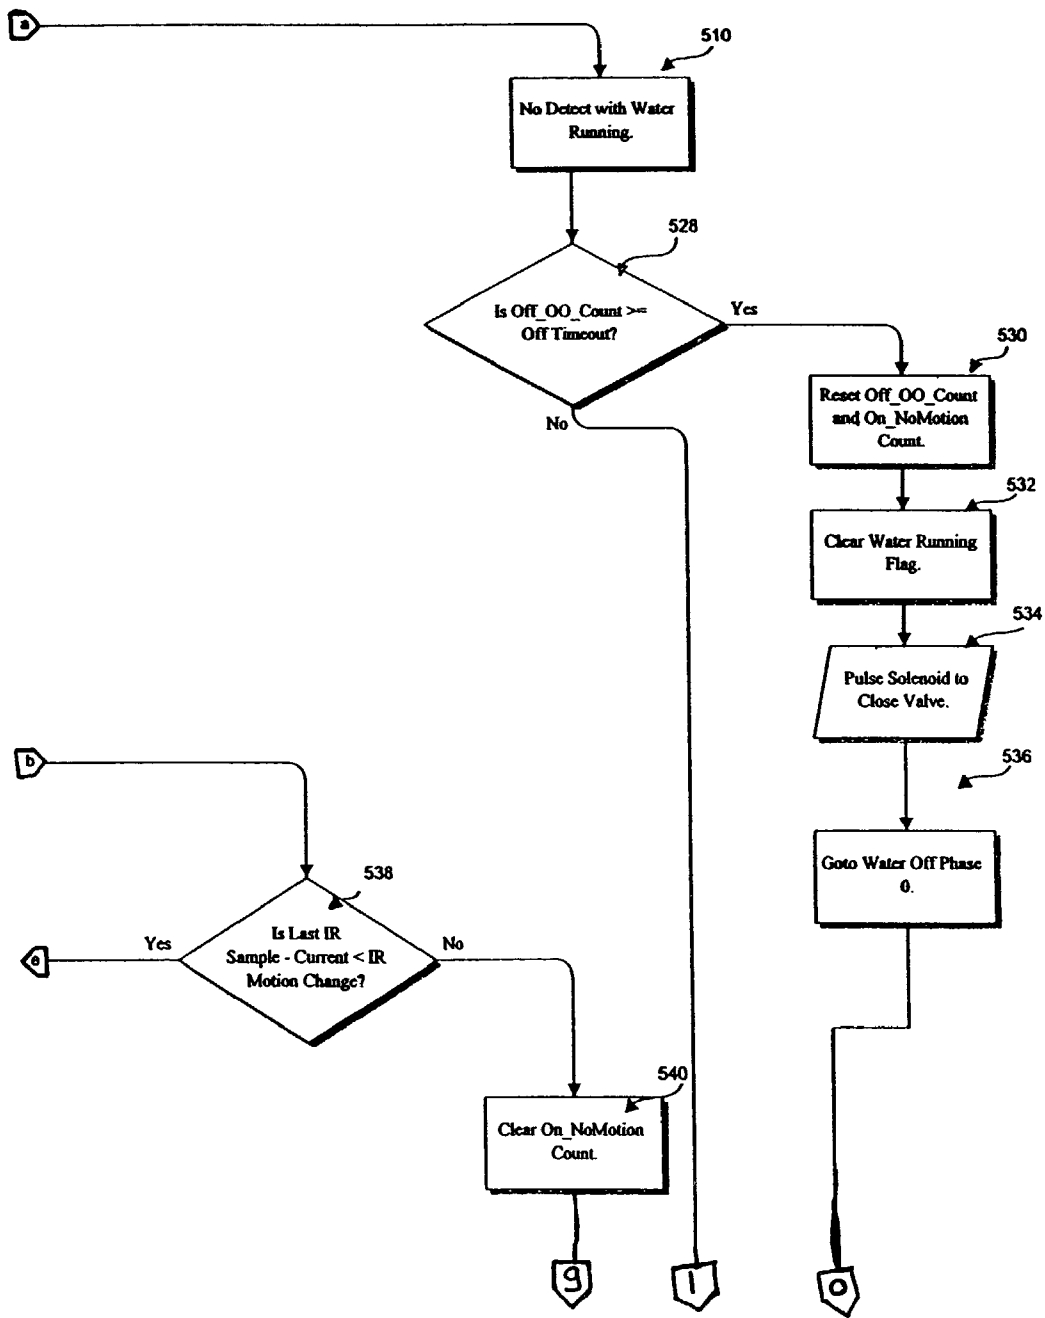 a
510
No Detect with Water
Running.
528
Is Off_OO_Count >=
Off Timeout?
Yes
No
530
Reset Off_OO_Count
and On_NoMotion
Count.
532
Clear Water Running
Flag.
534
Pulse Solenoid to
Close Valve.
536
Goto Water Off Phase
0.
b
538
Is Last IR
Sample - Current < IR
Motion Change?
Yes
No
e
540
Clear On_NoMotion
Count.
g
1
0